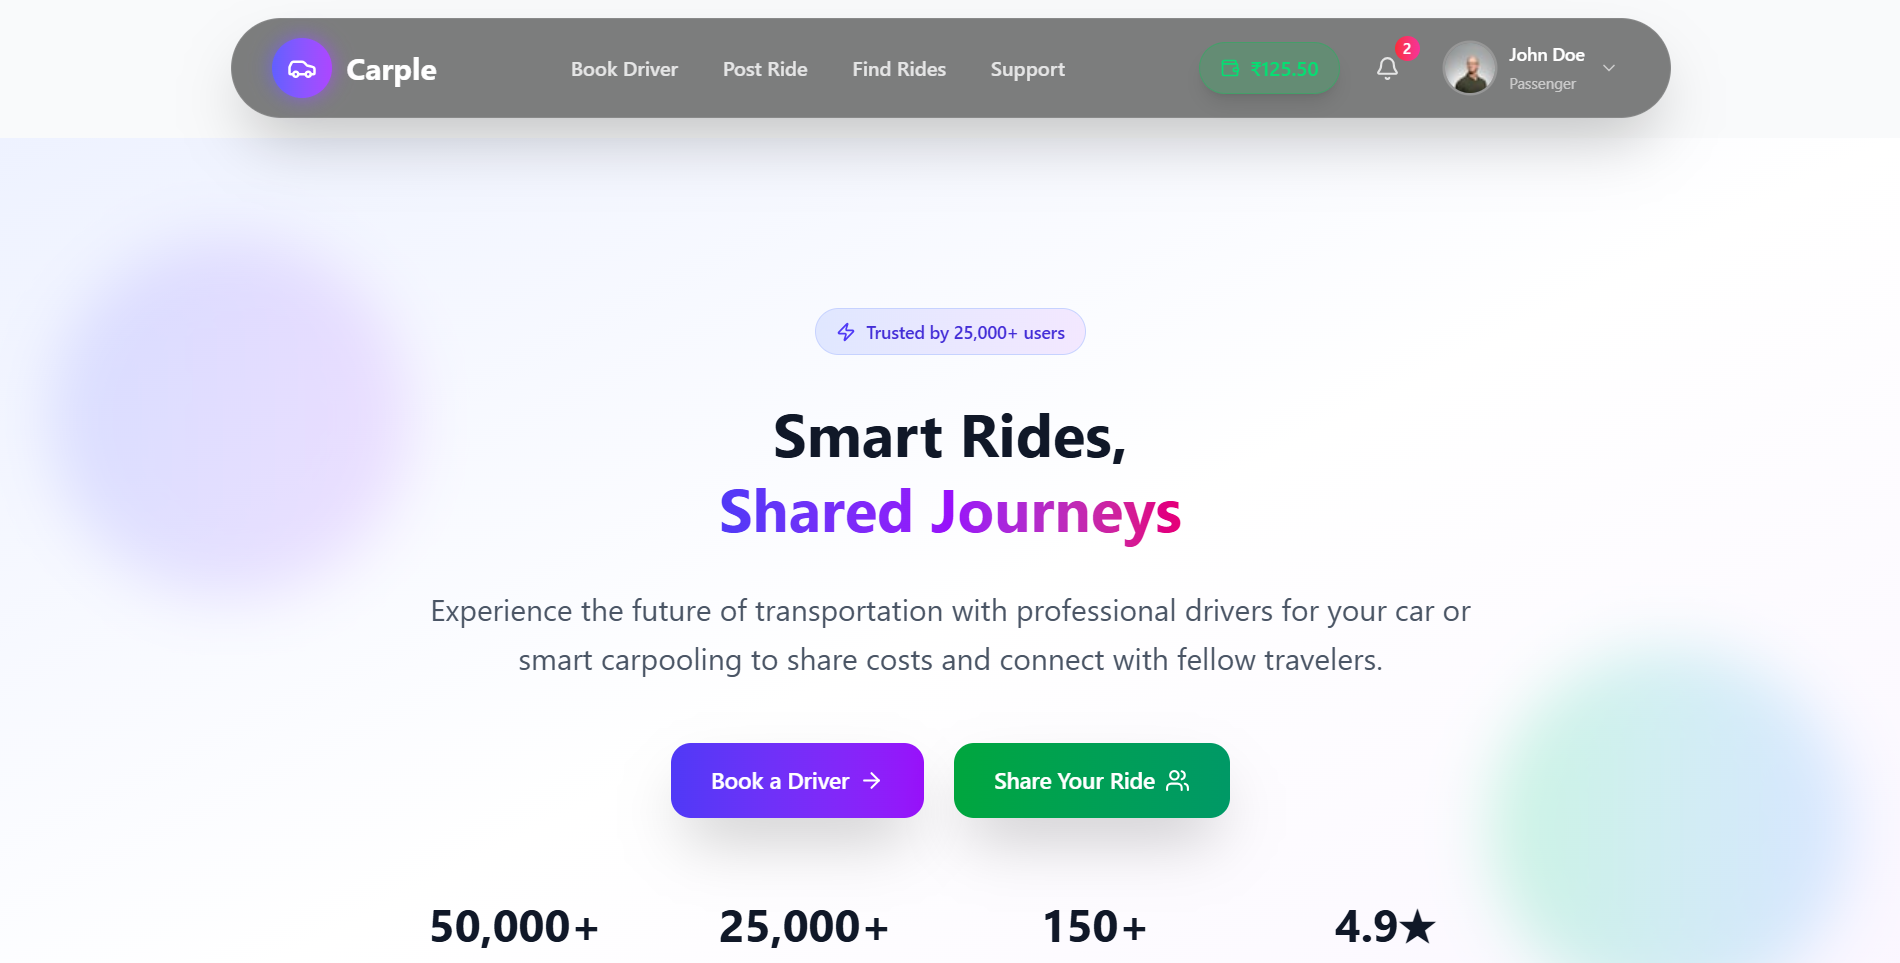 Carple
Book Driver
Post Ride
Find Rides
Support
₹125.50
2
John Doe
Passenger
Trusted by 25,000+ users
Smart Rides,
Shared Journeys
Experience the future of transportation with professional drivers for your car or
smart carpooling to share costs and connect with fellow travelers.
Book a Driver
Share Your Ride
50,000+
25,000+
150+
4.9★